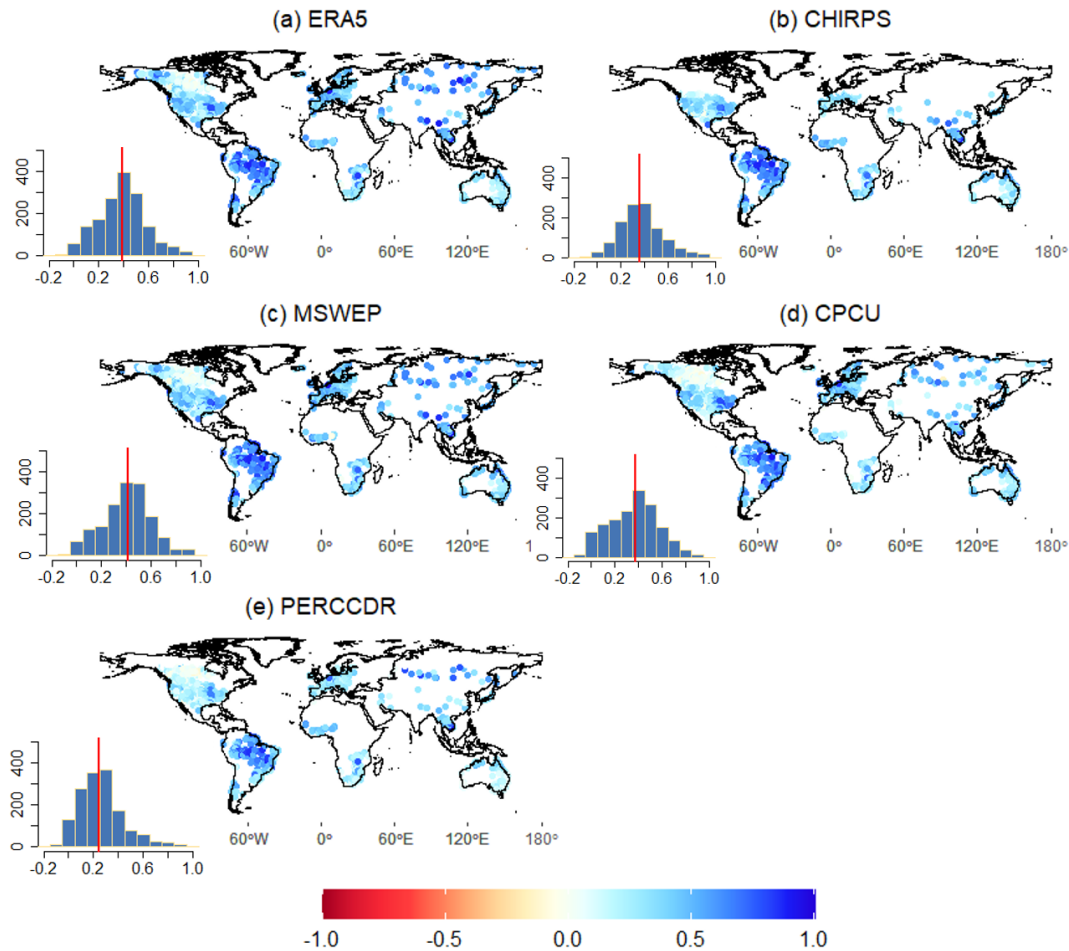 (a) ERA5
(b) CHIRPS
400
200
0
-0.2 0.2 0.6 1.0
60°W 0° 60°E 120°E
400
200
0
-0.2 0.2 0.6 1.0
60°W 0° 60°E 120°E 180°
(c) MSWEP
(d) CPCU
400
200
0
-0.2 0.2 0.6 1.0
60°W 0° 60°E 120°E 1
400
200
0
-0.2 0.2 0.6 1.0
60°W 0° 60°E 120°E 180°
(e) PERCCDR
400
200
0
-0.2 0.2 0.6 1.0
60°W 0° 60°E 120°E 180°
-1.0 -0.5 0.0 0.5 1.0